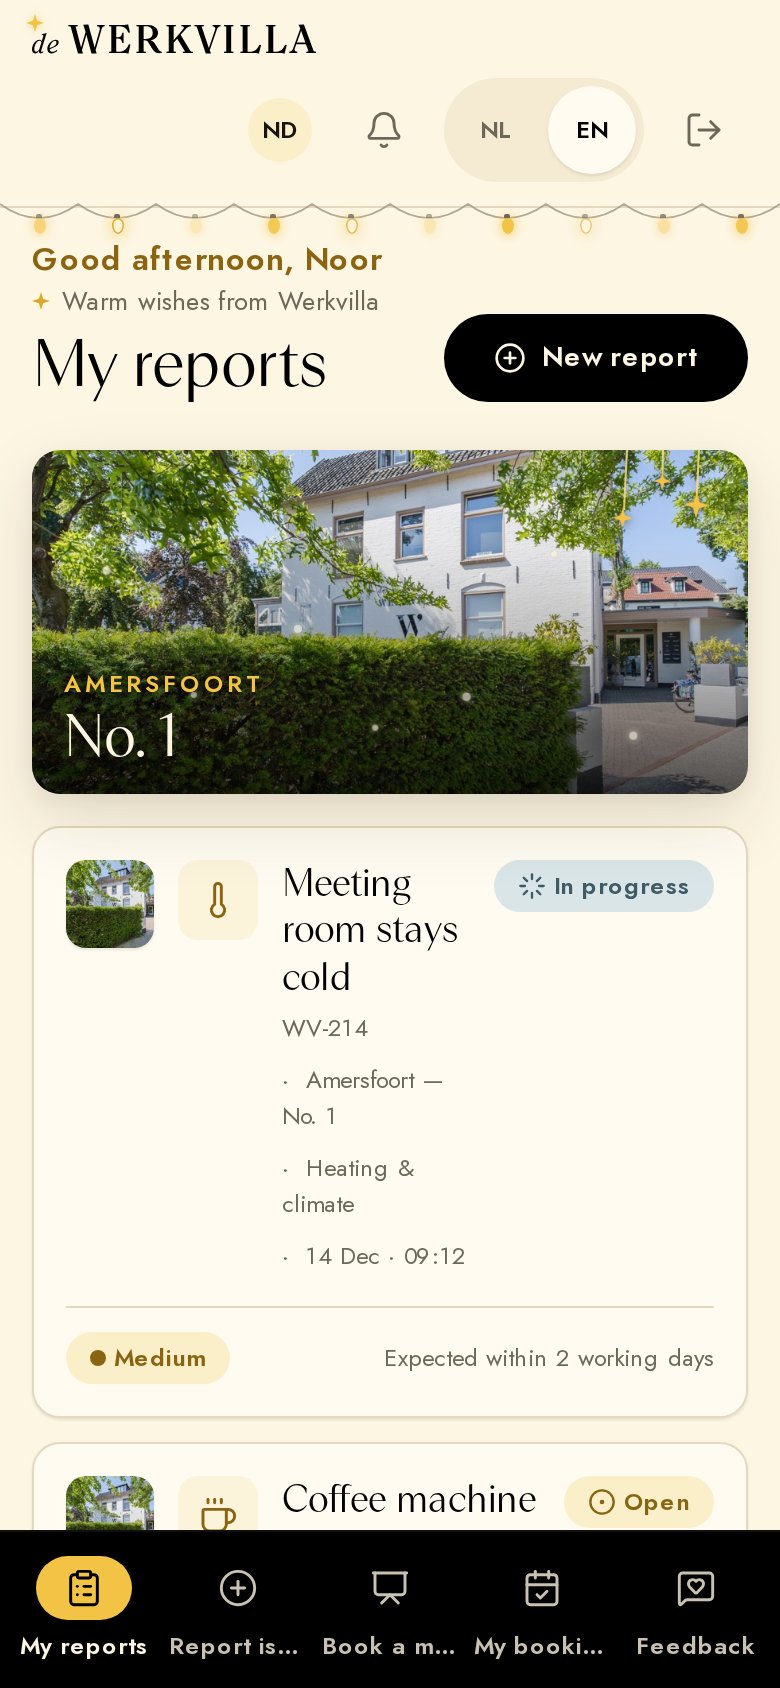 de WERKVILLA
ND
NL
EN
Good afternoon, Noor
Warm wishes from Werkvilla
My reports
New report
W
AMERSFOORT
No. 1
Meeting
room stays
cold
In progress
WV-214
· Amersfoort —
No. 1
· Heating &
climate
· 14 Dec · 09:12
Medium
Expected within 2 working days
Coffee machine
Open
My reports
Report is...
Book a m...
My booki...
Feedback